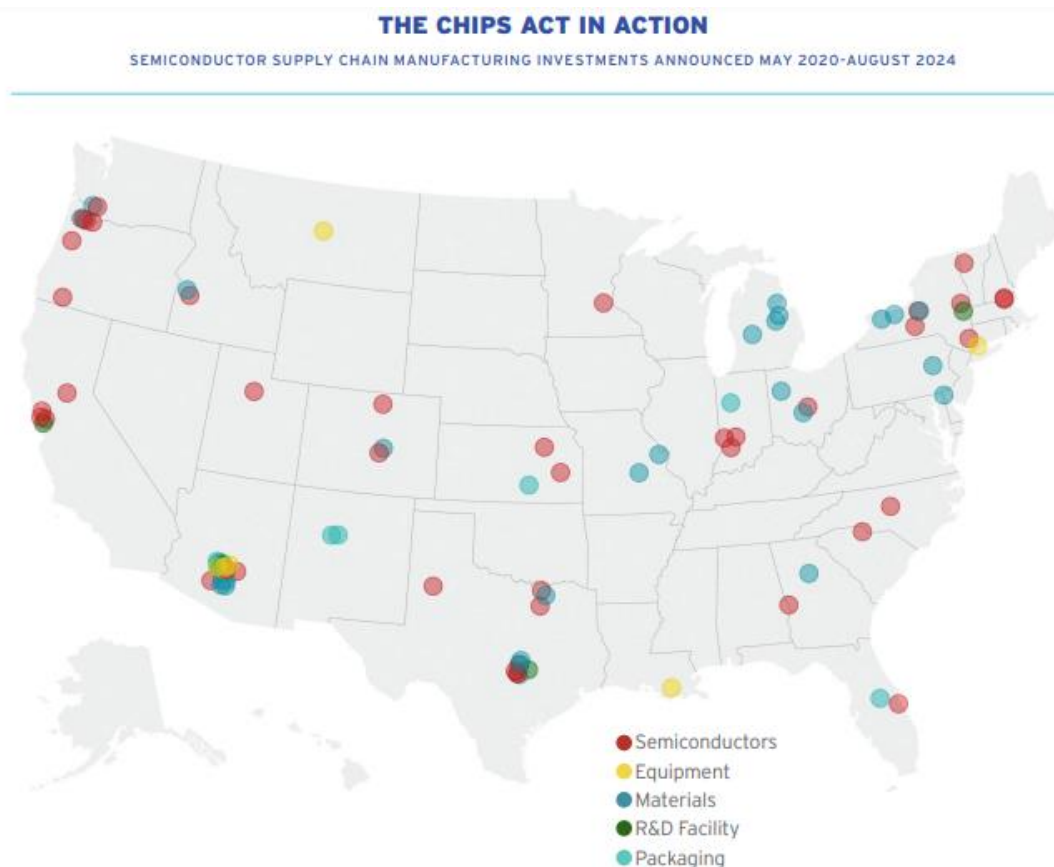 THE CHIPS ACT IN ACTION
SEMICONDUCTOR SUPPLY CHAIN MANUFACTURING INVESTMENTS ANNOUNCED MAY 2020-AUGUST 2024
Semiconductors
Equipment
Materials
R&D Facility
Packaging